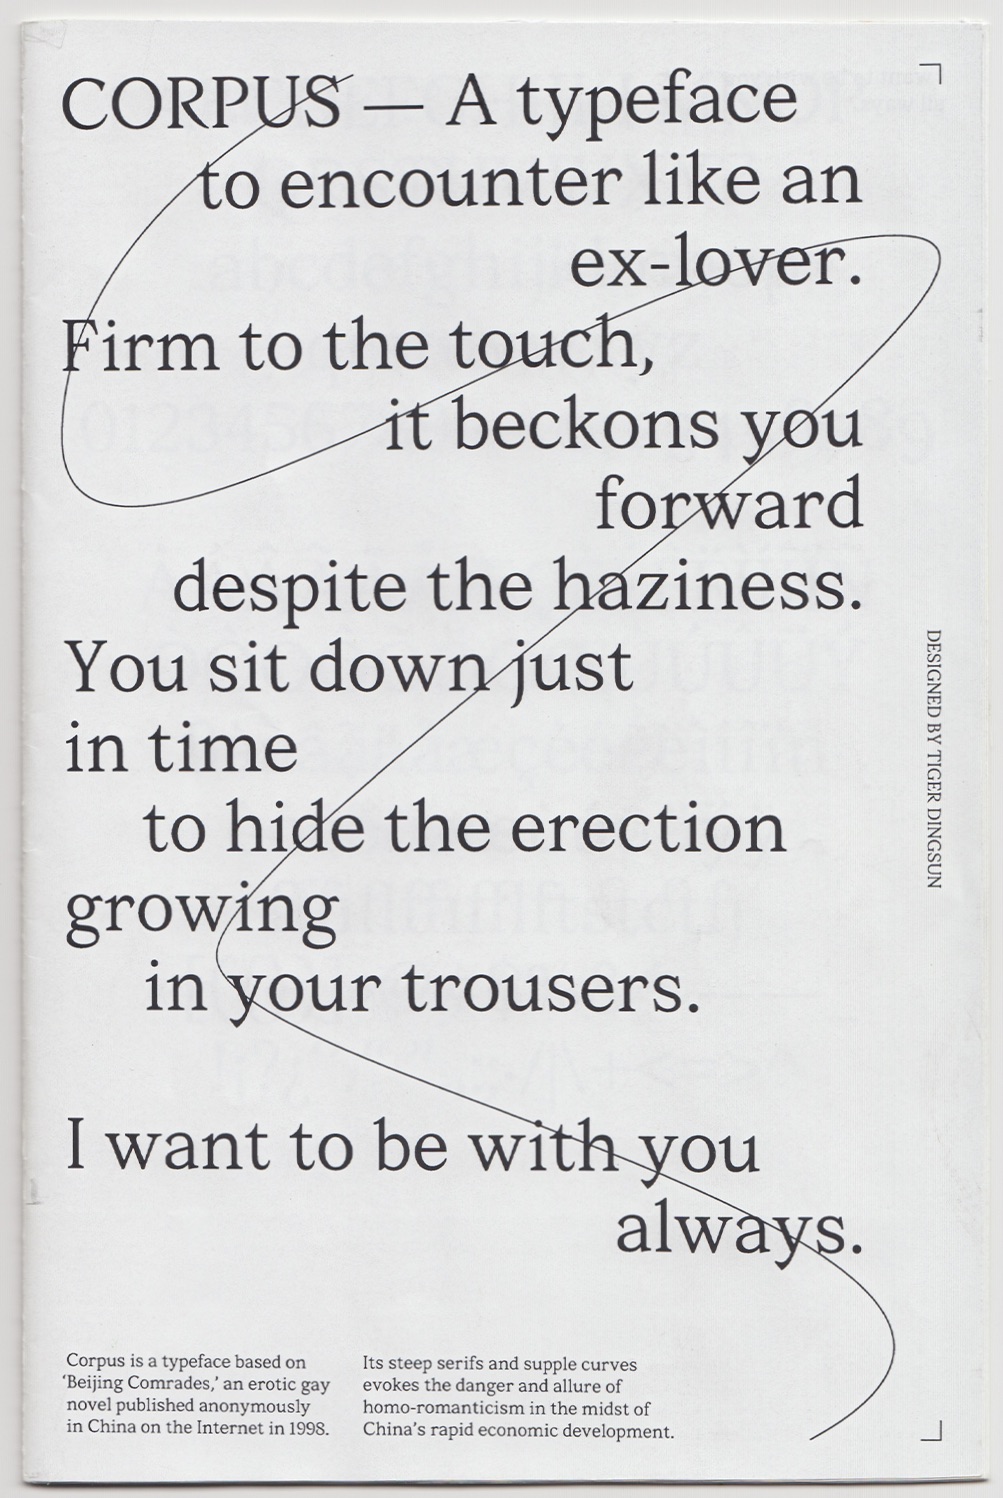 CORPUS — A typeface
to encounter like an
ex-lover.
Firm to the touch,
it beckons you
forward
despite the haziness.
You sit down just
in time
to hide the erection
growing
in your trousers.
I want to be with you
always.
DESIGNED BY TIGER DINGSUN
Corpus is a typeface based on
‘Beijing Comrades,’ an erotic gay
novel published anonymously
in China on the Internet in 1998.
Its steep serifs and supple curves
evokes the danger and allure of
homo-romanticism in the midst of
China’s rapid economic development.